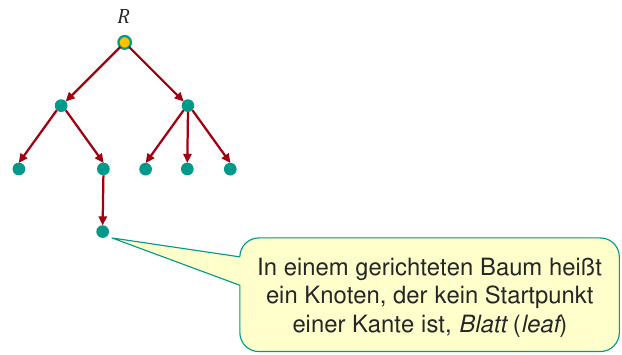 R
In einem gerichteten Baum heißt
ein Knoten, der kein Startpunkt
einer Kante ist, Blatt (leaf)